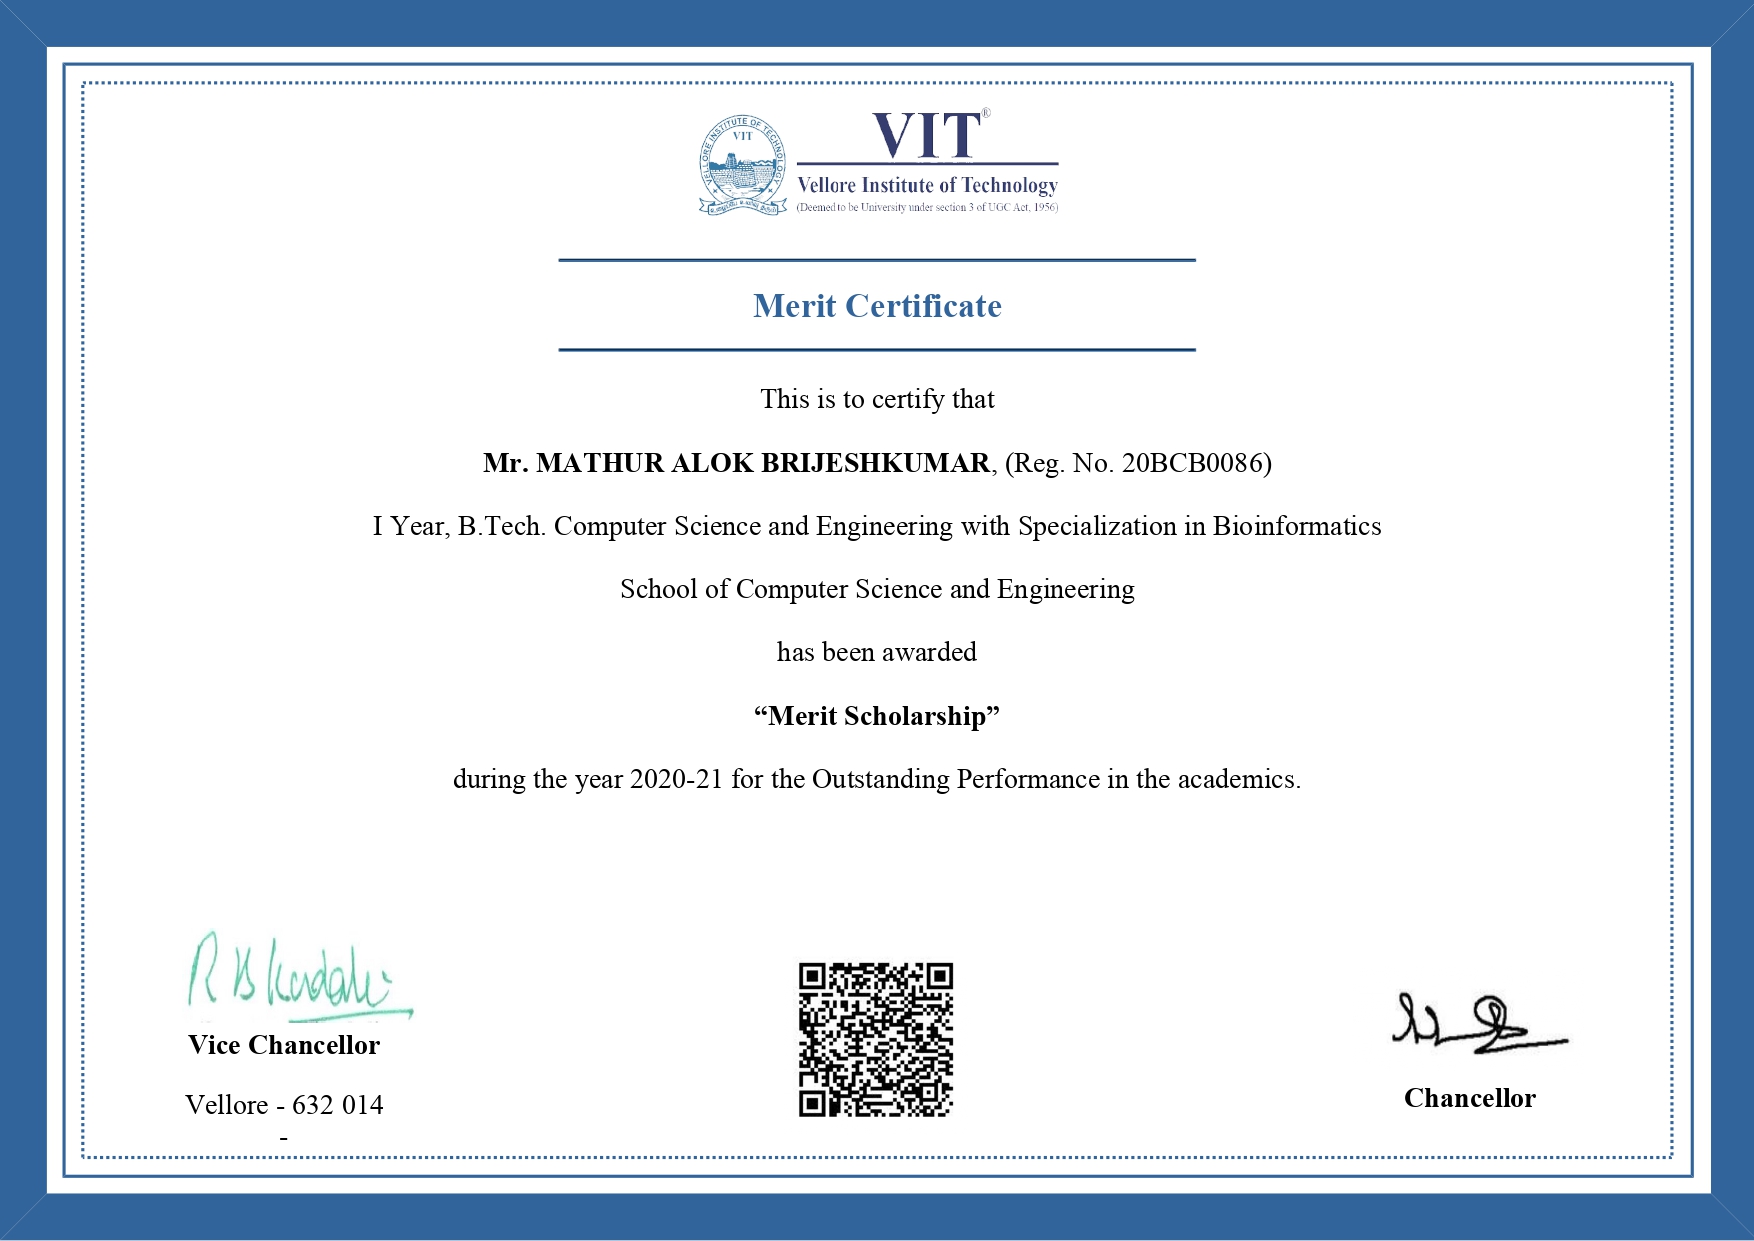 VELLORE INSTITUTE OF TECHNOLOGY
VIT
VIT®
Vellore Institute of Technology
(Deemed to be University under section 3 of UGC Act, 1956)
Merit Certificate
This is to certify that
Mr. MATHUR ALOK BRIJESHKUMAR, (Reg. No. 20BCB0086)
I Year, B.Tech. Computer Science and Engineering with Specialization in Bioinformatics
School of Computer Science and Engineering
has been awarded
“Merit Scholarship”
during the year 2020-21 for the Outstanding Performance in the academics.
Vice Chancellor
Vellore - 632 014
-
Chancellor